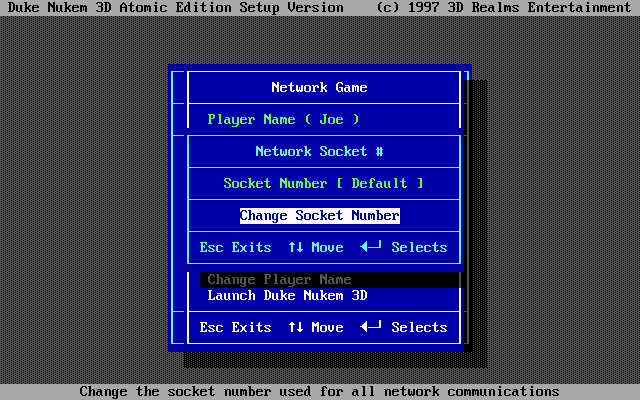 Duke Nukem 3D Atomic Edition Setup Version (c) 1997 3D Realms Entertainment
Network Game
Player Name ( Joe )
Network Socket #
Socket Number [ Default ]
Change Socket Number
Esc Exits ↑↓ Move ◄─┘ Selects
Change Player Name
Launch Duke Nukem 3D
Esc Exits ↑↓ Move ◄─┘ Selects
Change the socket number used for all network communications